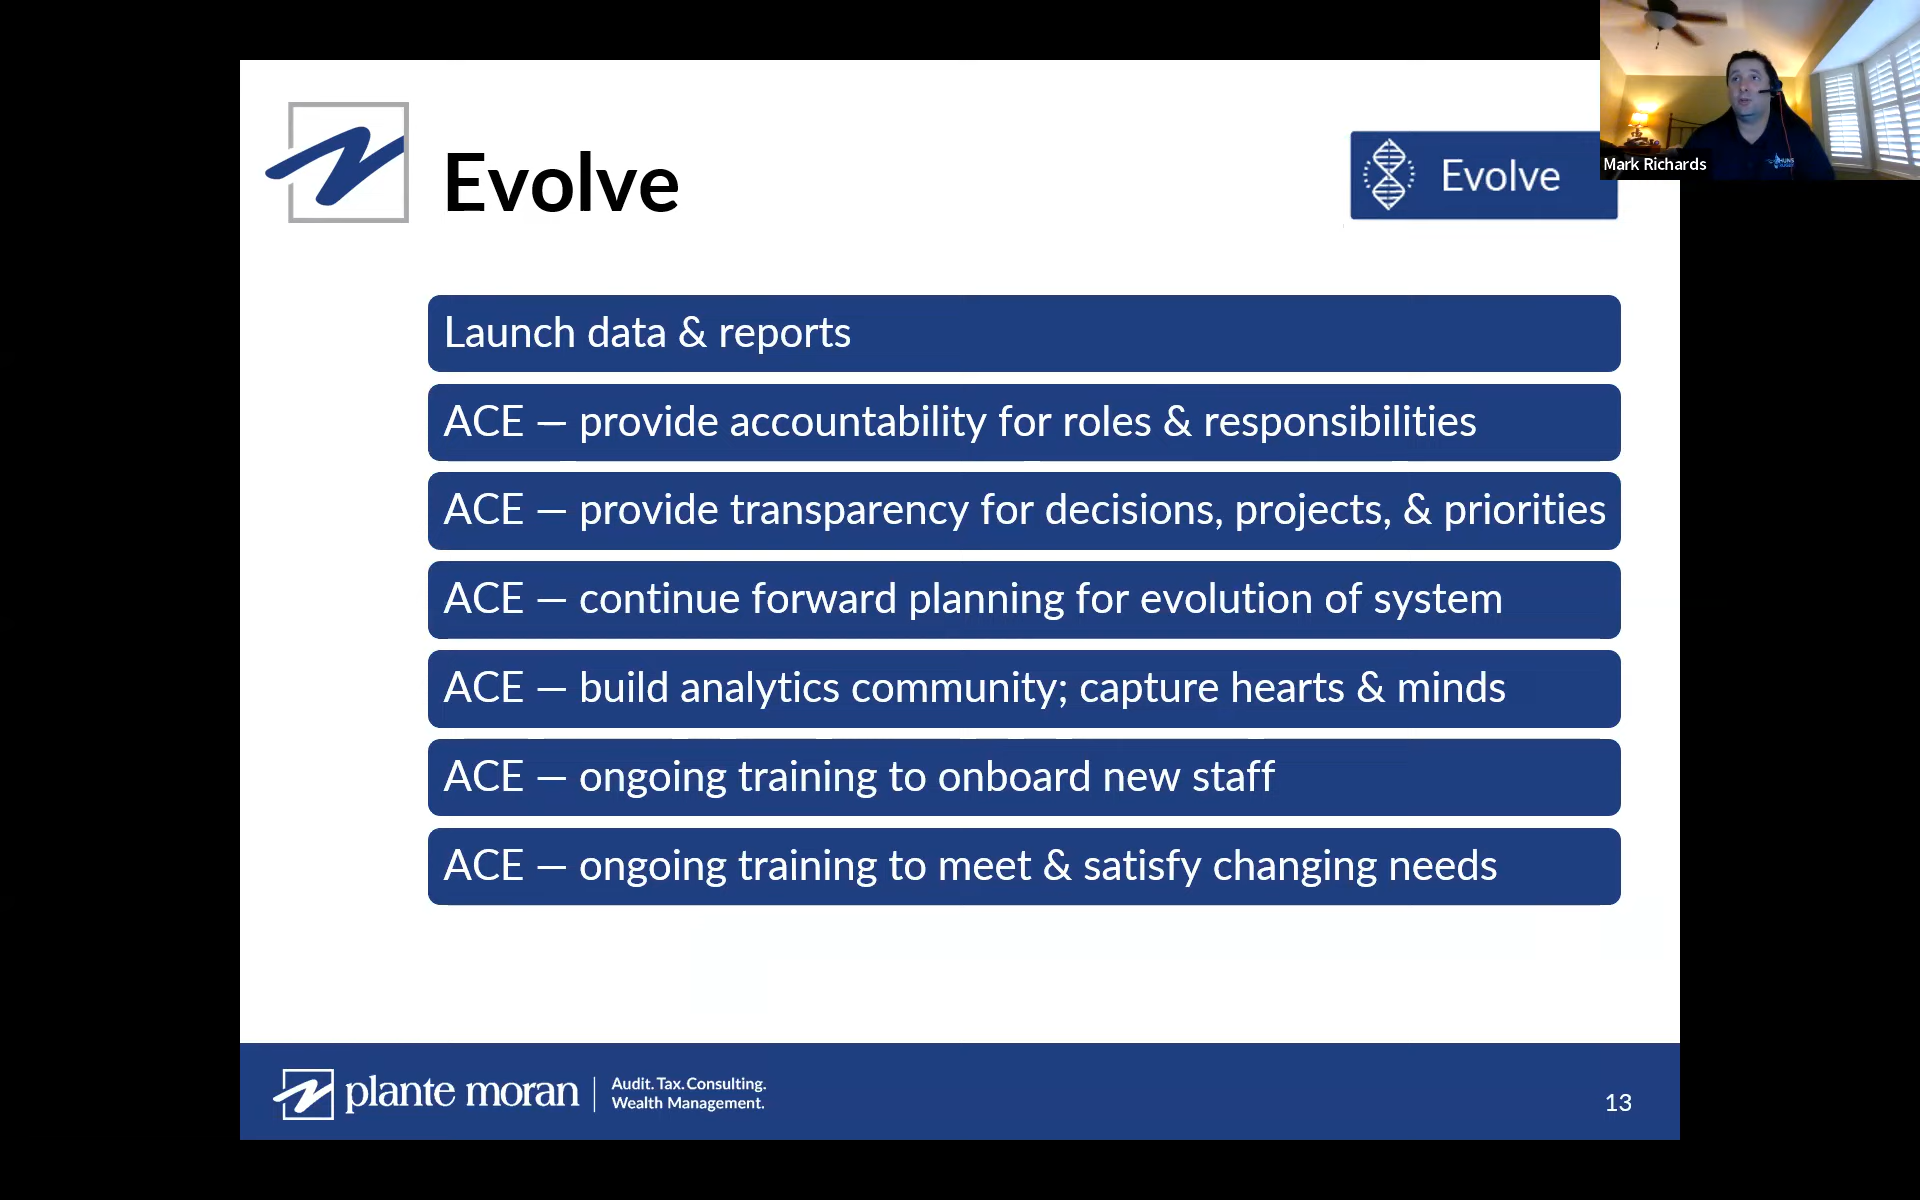 Evolve
Evolve
Mark Richards
Launch data & reports
ACE — provide accountability for roles & responsibilities
ACE — provide transparency for decisions, projects, & priorities
ACE — continue forward planning for evolution of system
ACE — build analytics community; capture hearts & minds
ACE — ongoing training to onboard new staff
ACE — ongoing training to meet & satisfy changing needs
plante moran
Audit. Tax. Consulting.
Wealth Management.
13